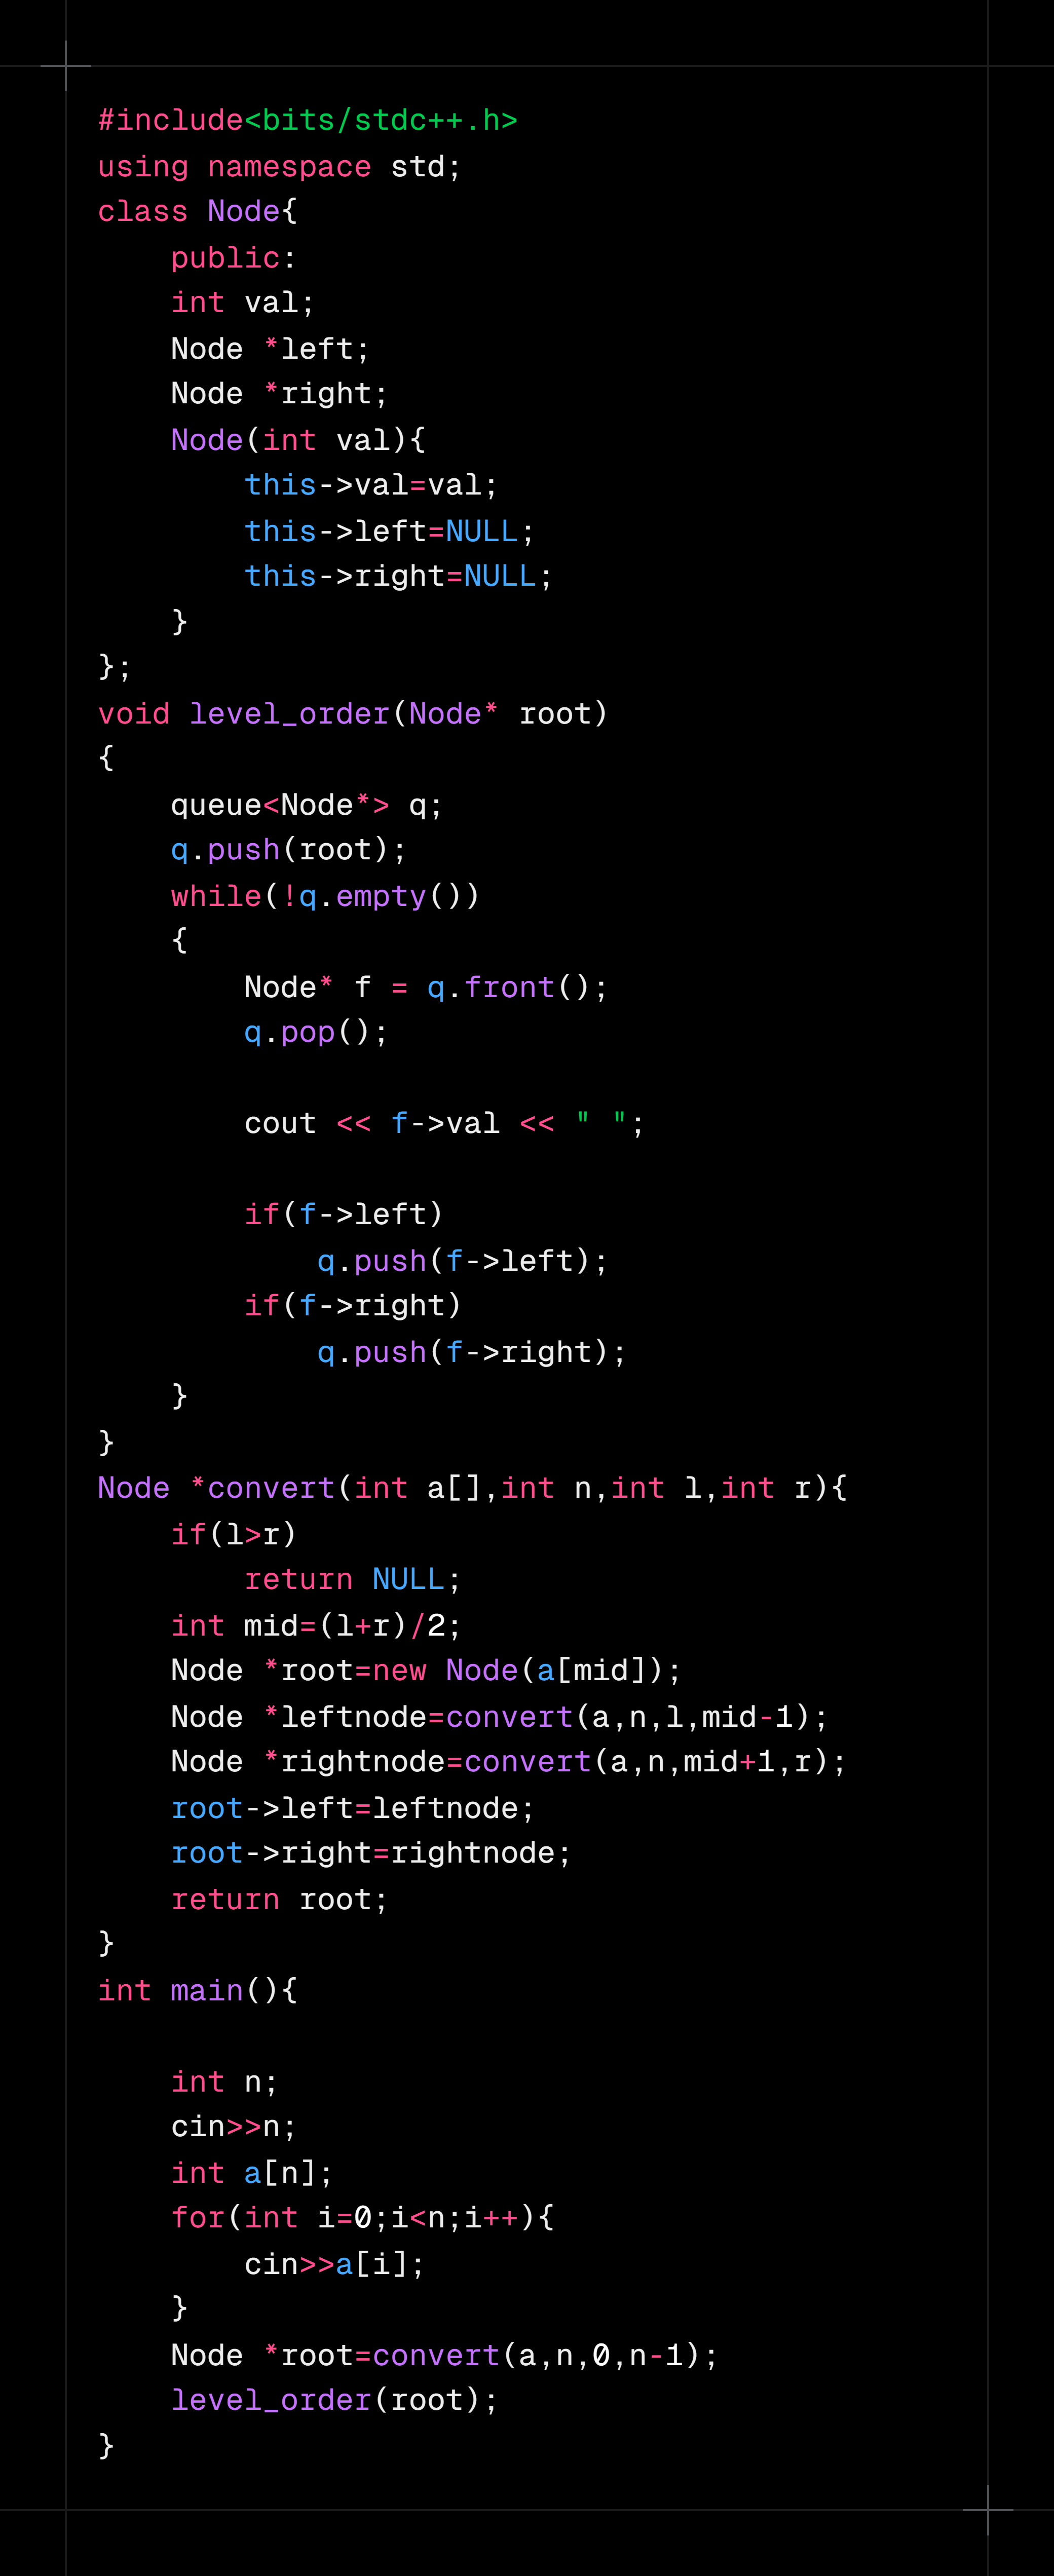 #include<bits/stdc++.h>
using namespace std;
class Node{
    public:
    int val;
    Node *left;
    Node *right;
    Node(int val){
        this->val=val;
        this->left=NULL;
        this->right=NULL;
    }
};
void level_order(Node* root)
{
    queue<Node*> q;
    q.push(root);
    while(!q.empty())
    {
        Node* f = q.front();
        q.pop();

        cout << f->val << " ";

        if(f->left)
            q.push(f->left);
        if(f->right)
            q.push(f->right);
    }
}
Node *convert(int a[],int n,int l,int r){
    if(l>r)
        return NULL;
    int mid=(l+r)/2;
    Node *root=new Node(a[mid]);
    Node *leftnode=convert(a,n,l,mid-1);
    Node *rightnode=convert(a,n,mid+1,r);
    root->left=leftnode;
    root->right=rightnode;
    return root;
}
int main(){

    int n;
    cin>>n;
    int a[n];
    for(int i=0;i<n;i++){
        cin>>a[i];
    }
    Node *root=convert(a,n,0,n-1);
    level_order(root);
}